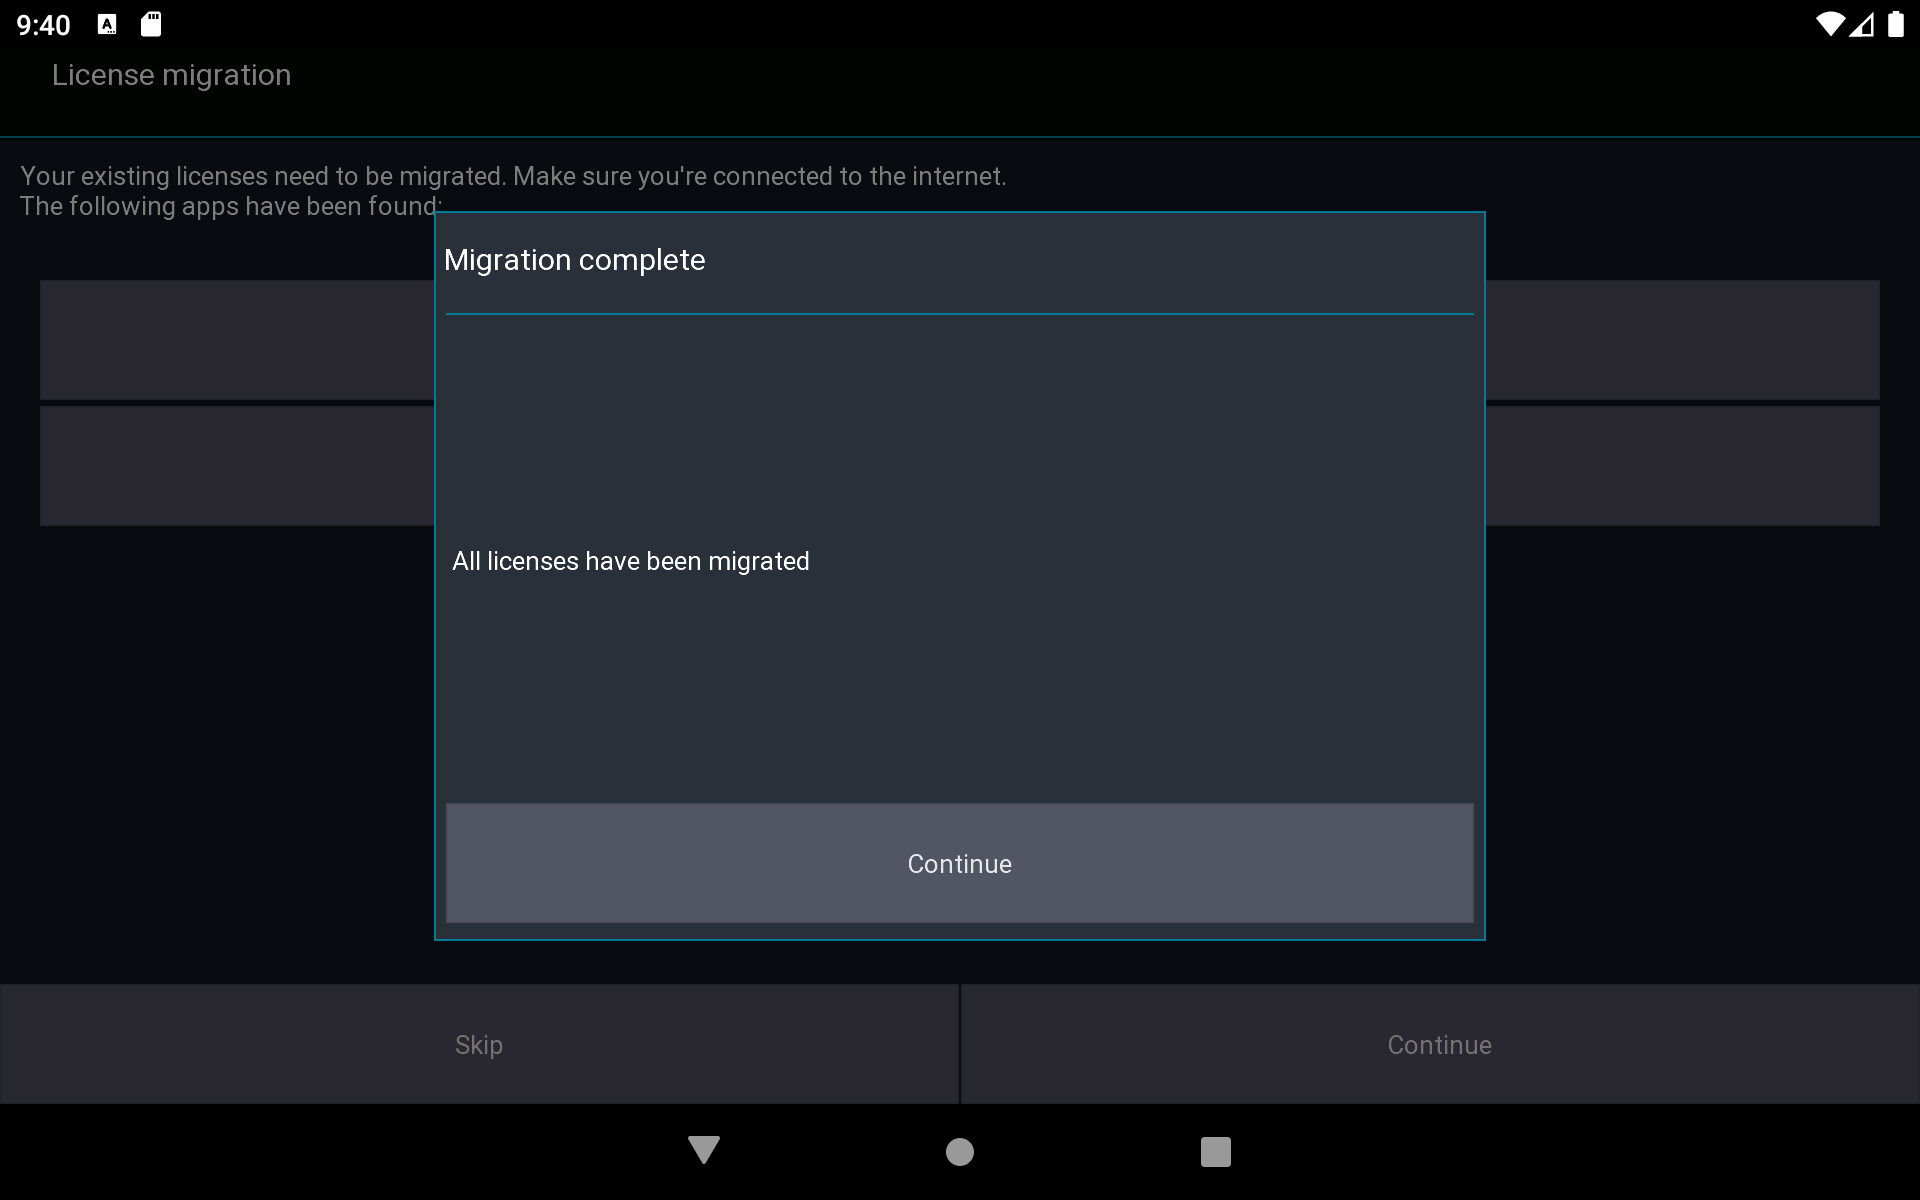 9:40
License migration
Your existing licenses need to be migrated. Make sure you're connected to the internet.
The following apps have been found:
Migration complete
All licenses have been migrated
Continue
Skip
Continue